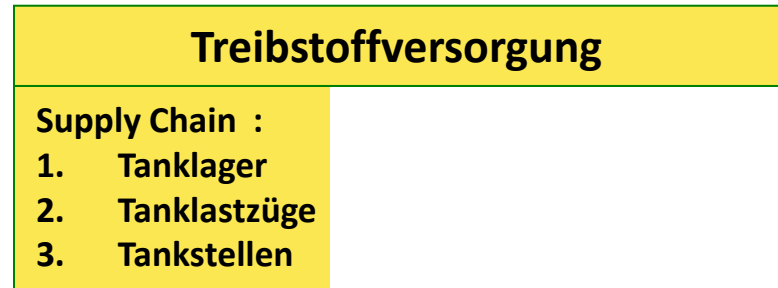 Treibstoffversorgung
Supply Chain :
1. Tanklager
2. Tanklastzüge
3. Tankstellen